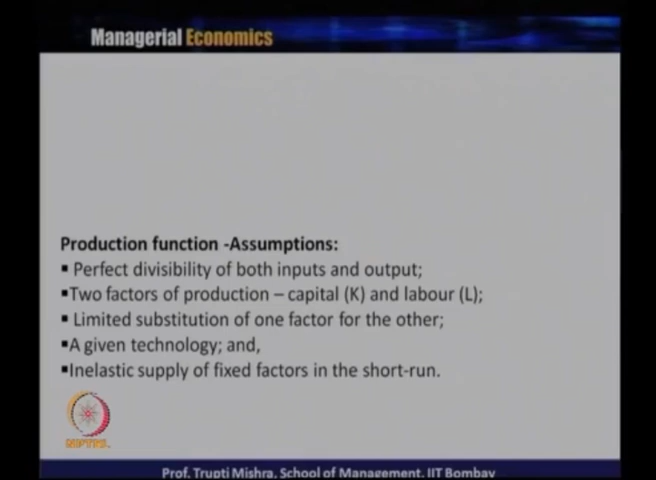 Managerial Economics
Production function -Assumptions:
▪ Perfect divisibility of both inputs and output;
▪Two factors of production – capital (K) and labour (L);
▪ Limited substitution of one factor for the other;
▪A given technology; and,
▪Inelastic supply of fixed factors in the short-run.
NPTEL
Prof. Trupti Mishra, School of Management, IIT Bombay